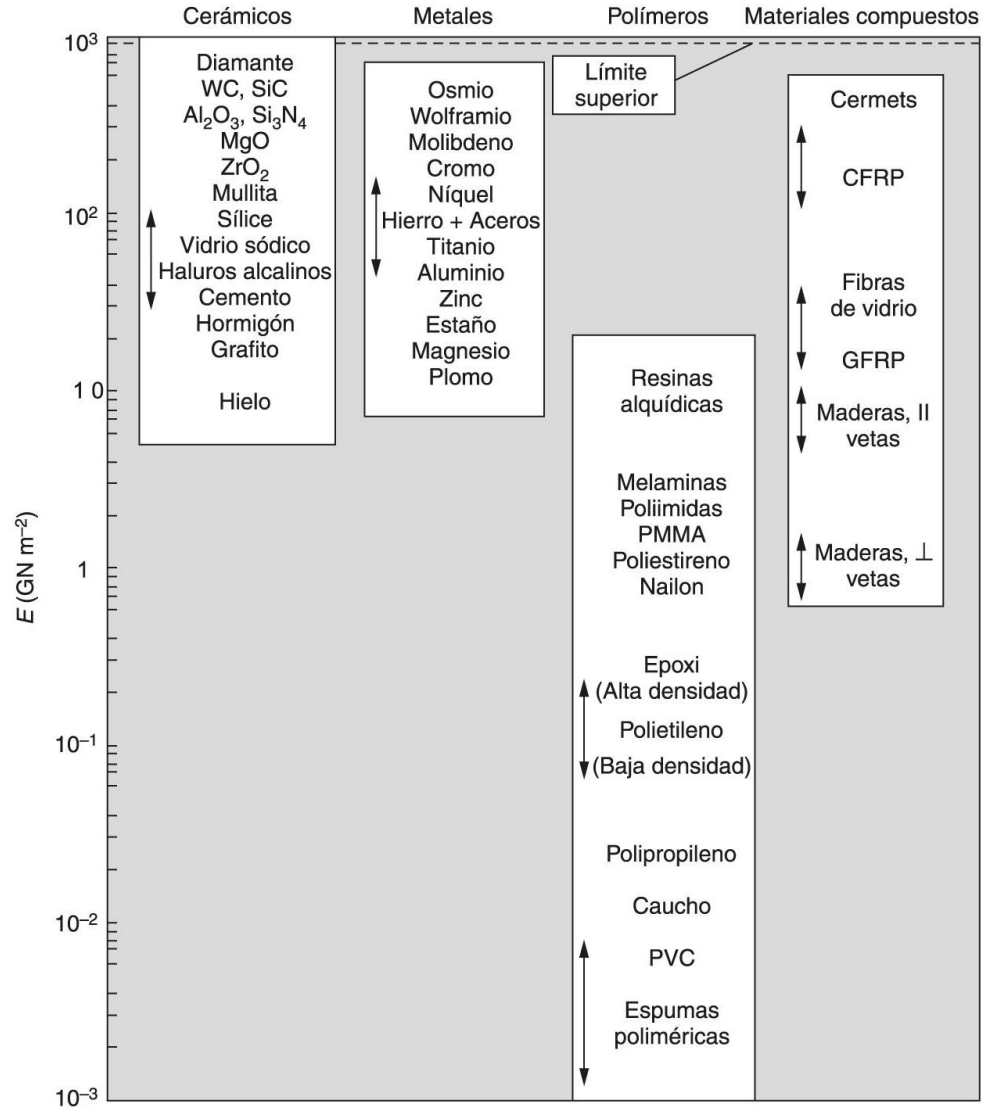 Cerámicos Metales Polímeros Materiales compuestos
E (GN m⁻²)
10³
10²
1 0
1
10⁻¹
10⁻²
10⁻³
Diamante
WC, SiC
Al₂O₃, Si₃N₄
MgO
ZrO₂
Mullita
Sílice
Vidrio sódico
Haluros alcalinos
Cemento
Hormigón
Grafito
Hielo
Osmio
Wolframio
Molibdeno
Cromo
Níquel
Hierro + Aceros
Titanio
Aluminio
Zinc
Estaño
Magnesio
Plomo
Límite
superior
Resinas
alquídicas
Melaminas
Poliimidas
PMMA
Poliestireno
Nailon
Epoxi
(Alta densidad)
Polietileno
(Baja densidad)
Polipropileno
Caucho
PVC
Espumas
poliméricas
Cermets
CFRP
Fibras
de vidrio
GFRP
Maderas, II
vetas
Maderas, ⊥
vetas